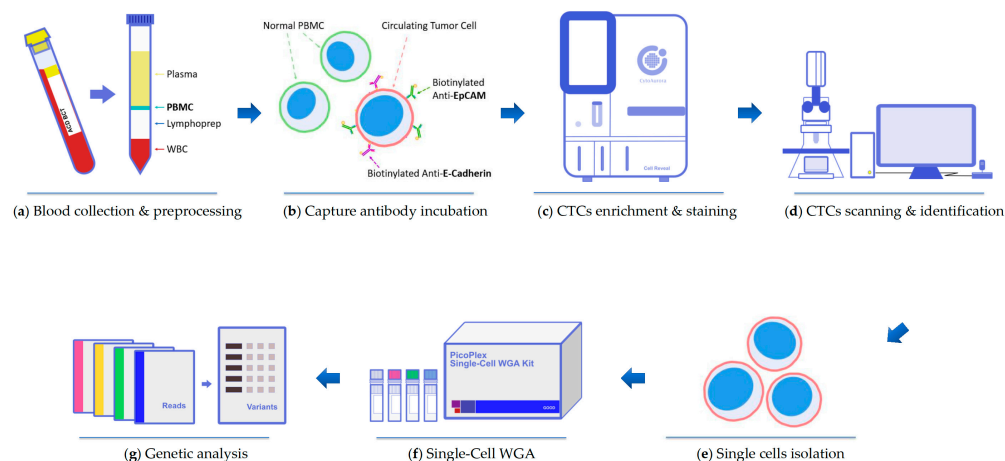 ACD BCT
Plasma
PBMC
Lymphoprep
WBC
(a) Blood collection & preprocessing
Normal PBMC
Circulating Tumor Cell
Biotinylated
Anti-EpCAM
Biotinylated Anti-E-Cadherin
(b) Capture antibody incubation
Cell Reveal
(c) CTCs enrichment & staining
(d) CTCs scanning & identification
(e) Single cells isolation
PicoPlex
Single-Cell WGA Kit
(f) Single-Cell WGA
Reads
Variants
(g) Genetic analysis